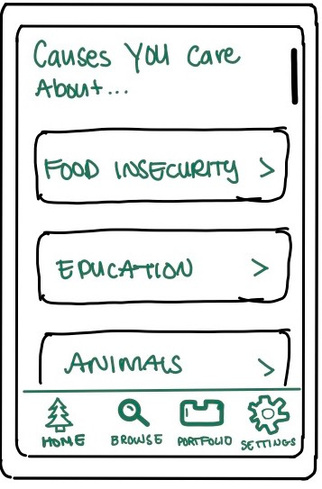 Causes You Care
About...
FOOD INSECURITY >
EDUCATION >
ANIMALS >
HOME BROWSE PORTFOLIO SETTINGS